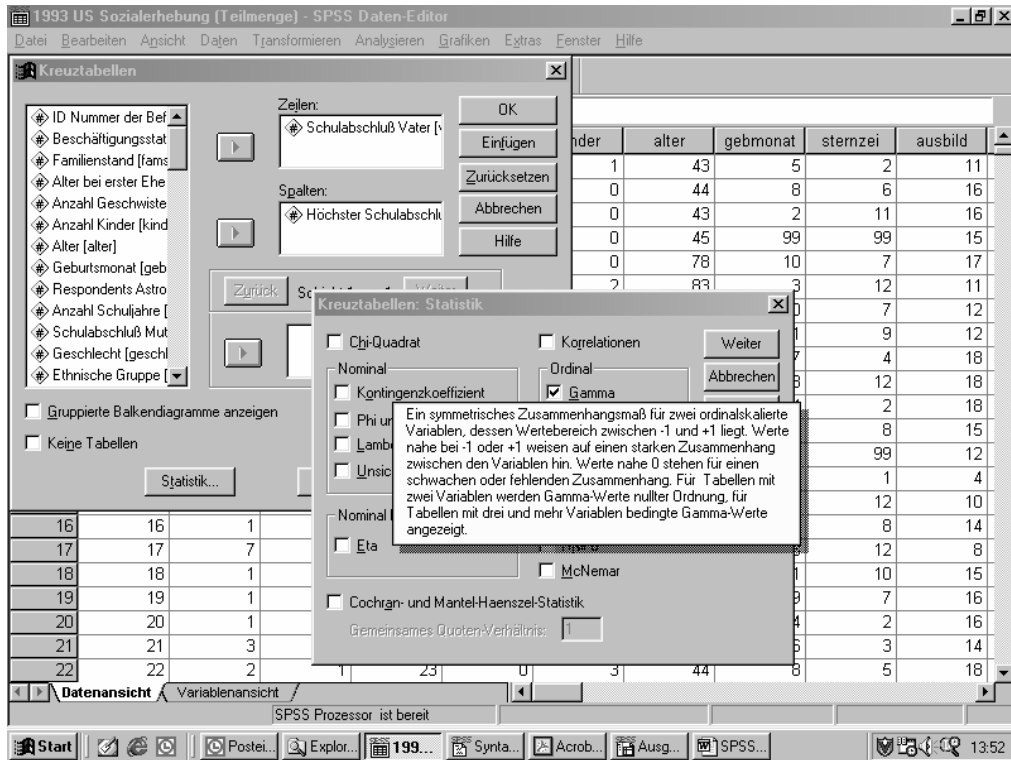 1993 US Sozialerhebung (Teilmenge) - SPSS Daten-Editor
Datei Bearbeiten Ansicht Daten Transformieren Analysieren Grafiken Extras Fenster Hilfe
Kreuztabellen
ID Nummer der Bef
Beschäftigungsstat
Familienstand [fams
Alter bei erster Ehe
Anzahl Geschwiste
Anzahl Kinder [kind
Alter [alter]
Geburtsmonat [geb
Respondents Astro
Anzahl Schuljahre [
Schulabschluß Mut
Geschlecht [geschl
Ethnische Gruppe [
Zeilen:
Schulabschluß Vater [v
Spalten:
Höchster Schulabschlu
OK
Einfügen
Zurücksetzen
Abbrechen
Hilfe
Zurück
Gruppierte Balkendiagramme anzeigen
Keine Tabellen
Statistik...
nder alter gebmonat sternzei ausbild
1 43 5 2 11
0 44 8 6 16
0 43 2 11 16
0 45 99 99 15
0 78 10 7 17
2 83 3 12 11
7 12
9 12
4 18
12 18
2 18
8 15
99 12
1 4
12 10
16 16 1 8 14
17 17 7 12 8
18 18 1 10 15
19 19 1 7 16
20 20 1 2 16
21 21 3 3 14
22 22 2 1 23 0 3 44 8 5 18
Kreuztabellen: Statistik
Chi-Quadrat
Korrelationen
Weiter
Abbrechen
Nominal
Kontingenzkoeffizient
Phi un
Lambd
Unsic
Ordinal
Gamma
Ein symmetrisches Zusammenhangsmaß für zwei ordinalskalierte
Variablen, dessen Wertebereich zwischen -1 und +1 liegt. Werte
nahe bei -1 oder +1 weisen auf einen starken Zusammenhang
zwischen den Variablen hin. Werte nahe 0 stehen für einen
schwachen oder fehlenden Zusammenhang. Für Tabellen mit
zwei Variablen werden Gamma-Werte nullter Ordnung, für
Tabellen mit drei und mehr Variablen bedingte Gamma-Werte
angezeigt.
Nominal
Eta
McNemar
Cochran- und Mantel-Haenszel-Statistik
Gemeinsames Quoten-Verhältnis: 1
Datenansicht Variablenansicht
SPSS Prozessor ist bereit
Start Postei... Explor... 199... Synta... Acrob... Ausg... SPSS... 13:52